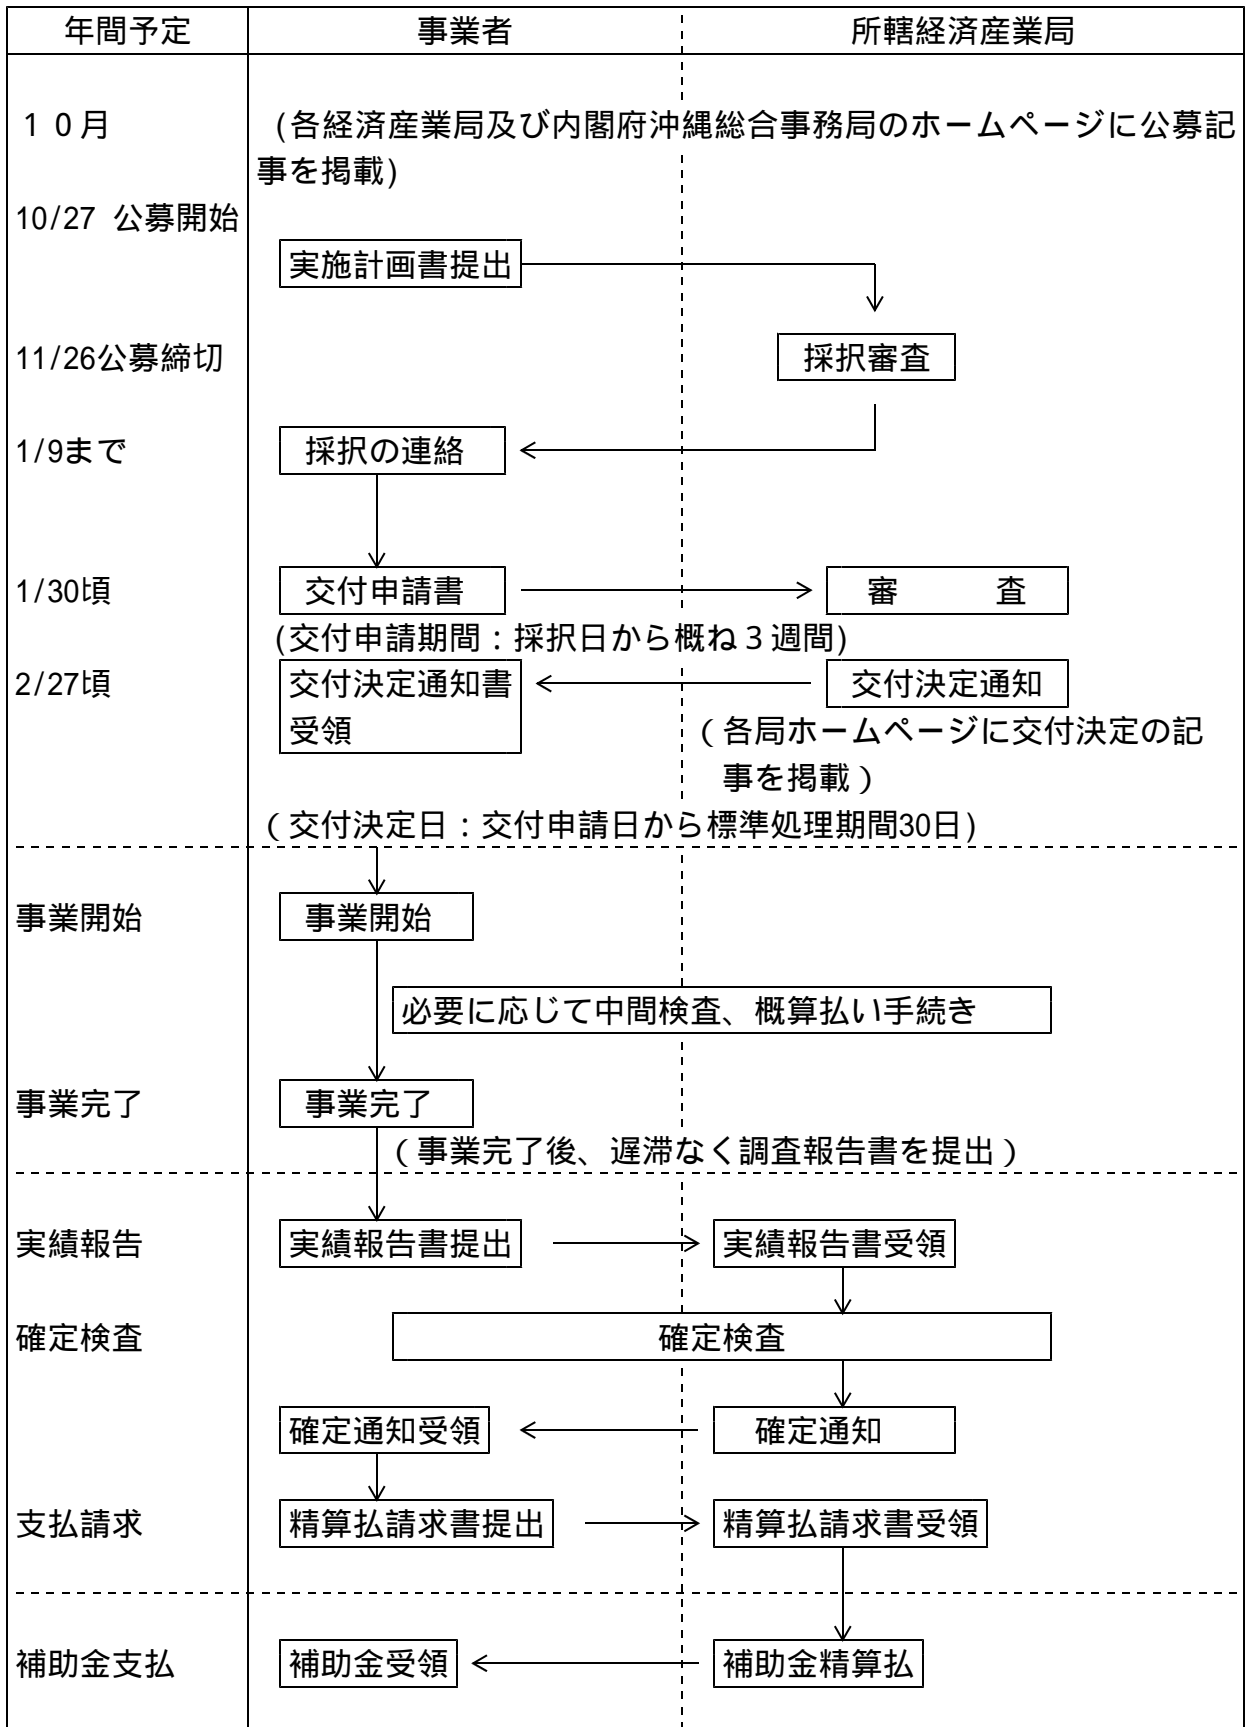 年間予定 事業者 所轄経済産業局
１０月 (各経済産業局及び内閣府沖縄総合事務局のホームページに公募記
事を掲載)
10/27 公募開始
実施計画書提出
11/26公募締切 採択審査
1/9まで 採択の連絡
1/30頃 交付申請書 審 査
(交付申請期間：採択日から概ね３週間)
2/27頃 交付決定通知書 交付決定通知
受領 （各局ホームページに交付決定の記
事を掲載）
（交付決定日：交付申請日から標準処理期間30日)
事業開始 事業開始
必要に応じて中間検査、概算払い手続き
事業完了 事業完了
（事業完了後、遅滞なく調査報告書を提出）
実績報告 実績報告書提出 実績報告書受領
確定検査 確定検査
確定通知受領 確定通知
支払請求 精算払請求書提出 精算払請求書受領
補助金支払 補助金受領 補助金精算払